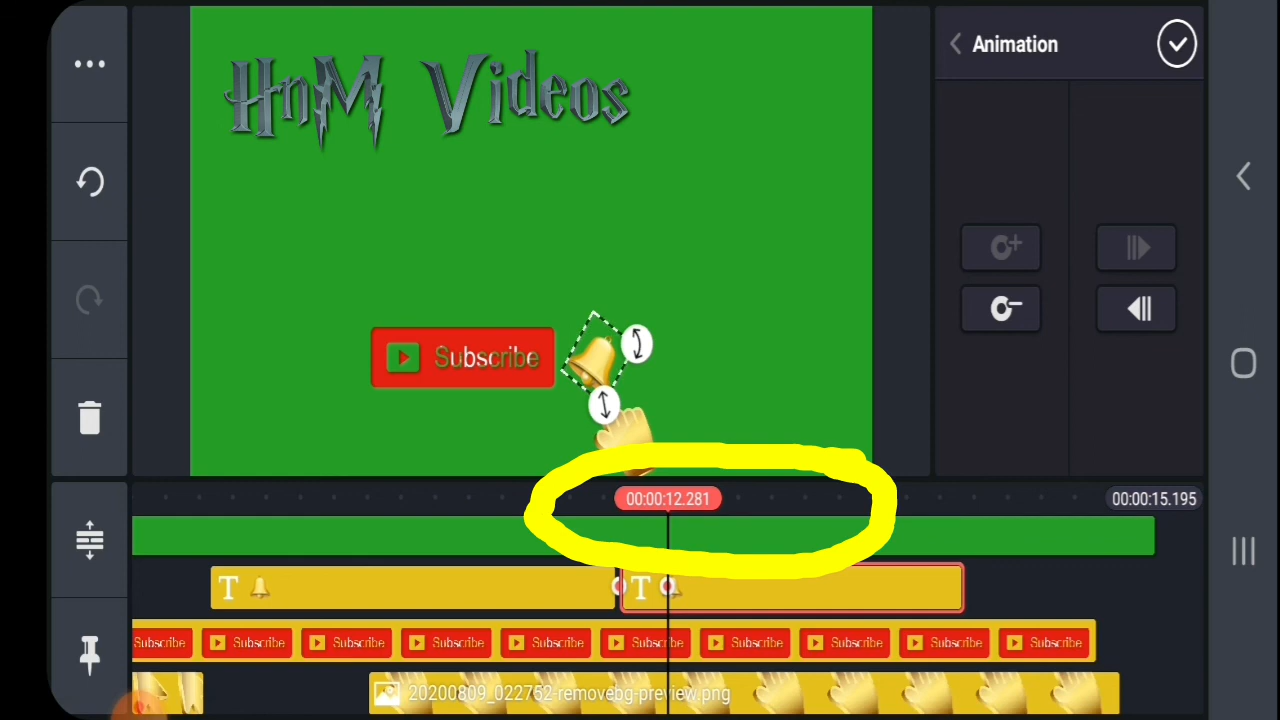 Animation
HnM Videos
Subscribe
00:00:12.281
00:00:15.195
T
T
Subscribe Subscribe Subscribe Subscribe Subscribe Subscribe Subscribe Subscribe Subscribe Subscribe
20200809_022752-removebg-preview.png